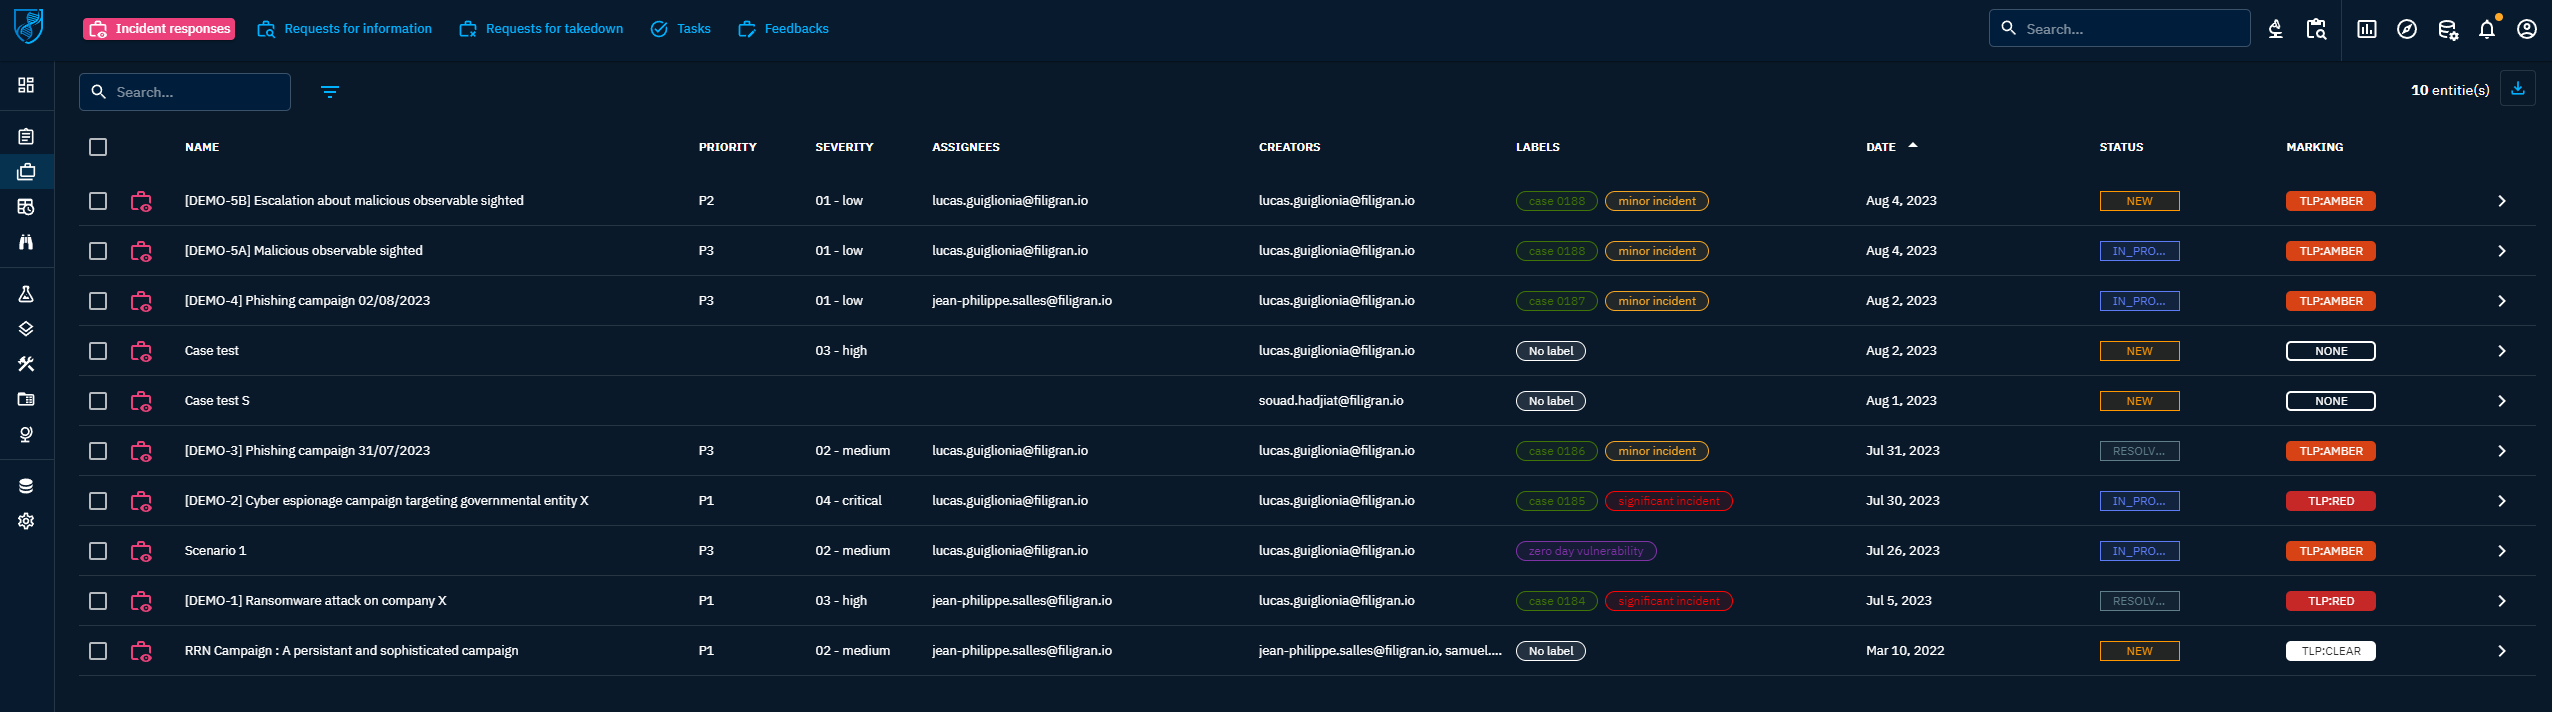 Incident responses Requests for information Requests for takedown Tasks Feedbacks Search...
Search... 10 entitie(s)
NAME PRIORITY SEVERITY ASSIGNEES CREATORS LABELS DATE STATUS MARKING
[DEMO-5B] Escalation about malicious observable sighted P2 01 - low lucas.guiglionia@filigran.io lucas.guiglionia@filigran.io case 0188 minor incident Aug 4, 2023 NEW TLP:AMBER
[DEMO-5A] Malicious observable sighted P3 01 - low lucas.guiglionia@filigran.io lucas.guiglionia@filigran.io case 0188 minor incident Aug 4, 2023 IN_PRO... TLP:AMBER
[DEMO-4] Phishing campaign 02/08/2023 P3 01 - low jean-philippe.salles@filigran.io lucas.guiglionia@filigran.io case 0187 minor incident Aug 2, 2023 IN_PRO... TLP:AMBER
Case test 03 - high lucas.guiglionia@filigran.io No label Aug 2, 2023 NEW NONE
Case test S souad.hadjiat@filigran.io No label Aug 1, 2023 NEW NONE
[DEMO-3] Phishing campaign 31/07/2023 P3 02 - medium lucas.guiglionia@filigran.io lucas.guiglionia@filigran.io case 0186 minor incident Jul 31, 2023 RESOLV... TLP:AMBER
[DEMO-2] Cyber espionage campaign targeting governmental entity X P1 04 - critical lucas.guiglionia@filigran.io lucas.guiglionia@filigran.io case 0185 significant incident Jul 30, 2023 IN_PRO... TLP:RED
Scenario 1 P3 02 - medium lucas.guiglionia@filigran.io lucas.guiglionia@filigran.io zero day vulnerability Jul 26, 2023 IN_PRO... TLP:AMBER
[DEMO-1] Ransomware attack on company X P1 03 - high jean-philippe.salles@filigran.io lucas.guiglionia@filigran.io case 0184 significant incident Jul 5, 2023 RESOLV... TLP:RED
RRN Campaign : A persistant and sophisticated campaign P1 02 - medium jean-philippe.salles@filigran.io jean-philippe.salles@filigran.io, samuel.... No label Mar 10, 2022 NEW TLP:CLEAR